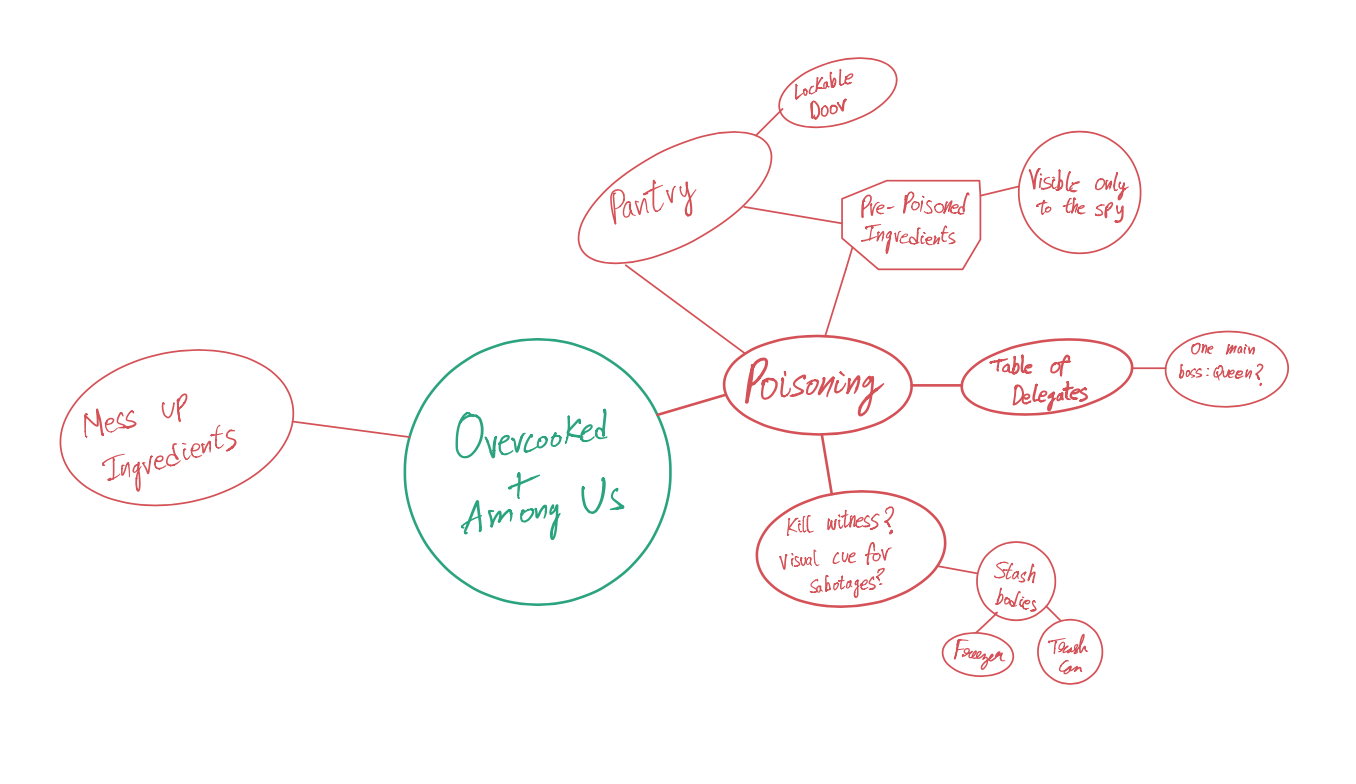 Lockable
Door
Pantry
Pre-Poisoned
Ingredients
Visible only
to the spy
Poisoning
Table of
Delegates
One main
boss: Queen?
Mess up
Ingredients
Overcooked
+
Among Us
Kill witness?
Visual cue for
sabotages?
Stash
bodies
Freezer
Trash
Can